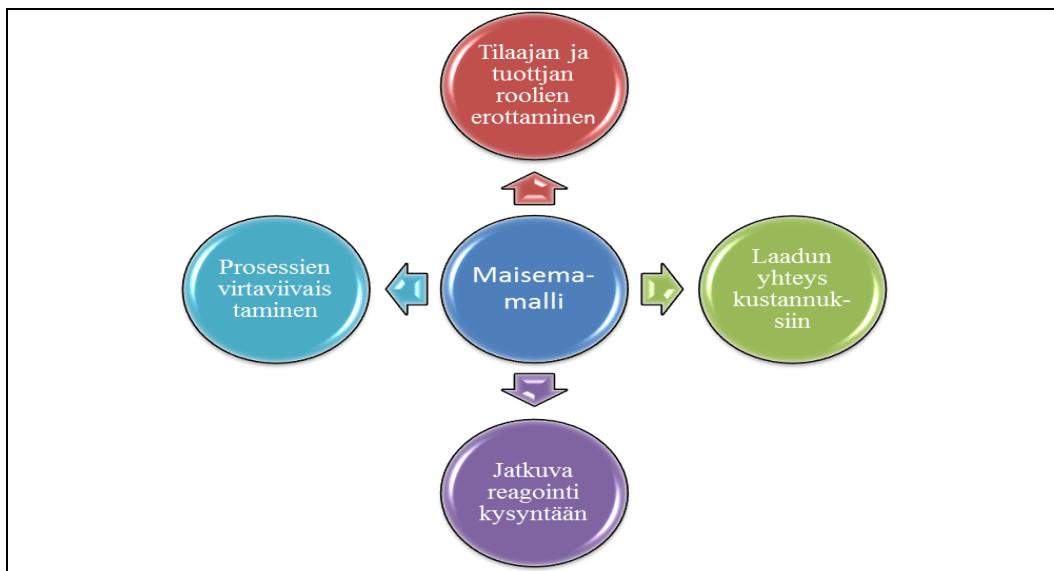 Tilaajan ja
tuottjan
roolien
erottaminen
Prosessien
virtaviivais
taminen
Maisema-
malli
Laadun
yhteys
kustannuk-
siin
Jatkuva
reagointi
kysyntään